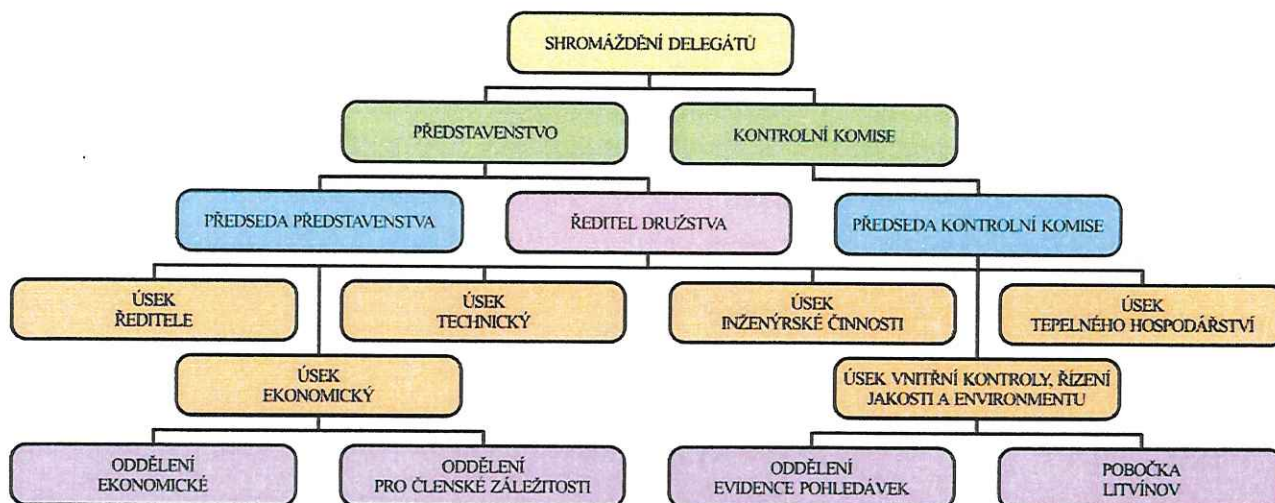 SHROMÁŽDĚNÍ DELEGÁTŮ
PŘEDSTAVENSTVO
KONTROLNÍ KOMISE
PŘEDSEDA PŘEDSTAVENSTVA
ŘEDITEL DRUŽSTVA
PŘEDSEDA KONTROLNÍ KOMISE
ÚSEK
ŘEDITELE
ÚSEK
TECHNICKÝ
ÚSEK
INŽENÝRSKÉ ČINNOSTI
ÚSEK
TEPELNÉHO HOSPODÁŘSTVÍ
ÚSEK
EKONOMICKÝ
ÚSEK VNITŘNÍ KONTROLY, ŘÍZENÍ
JAKOSTI A ENVIRONMENTU
ODDĚLENÍ
EKONOMICKÉ
ODDĚLENÍ
PRO ČLENSKÉ ZÁLEŽITOSTI
ODDĚLENÍ
EVIDENCE POHLEDÁVEK
POBOČKA
LITVÍNOV